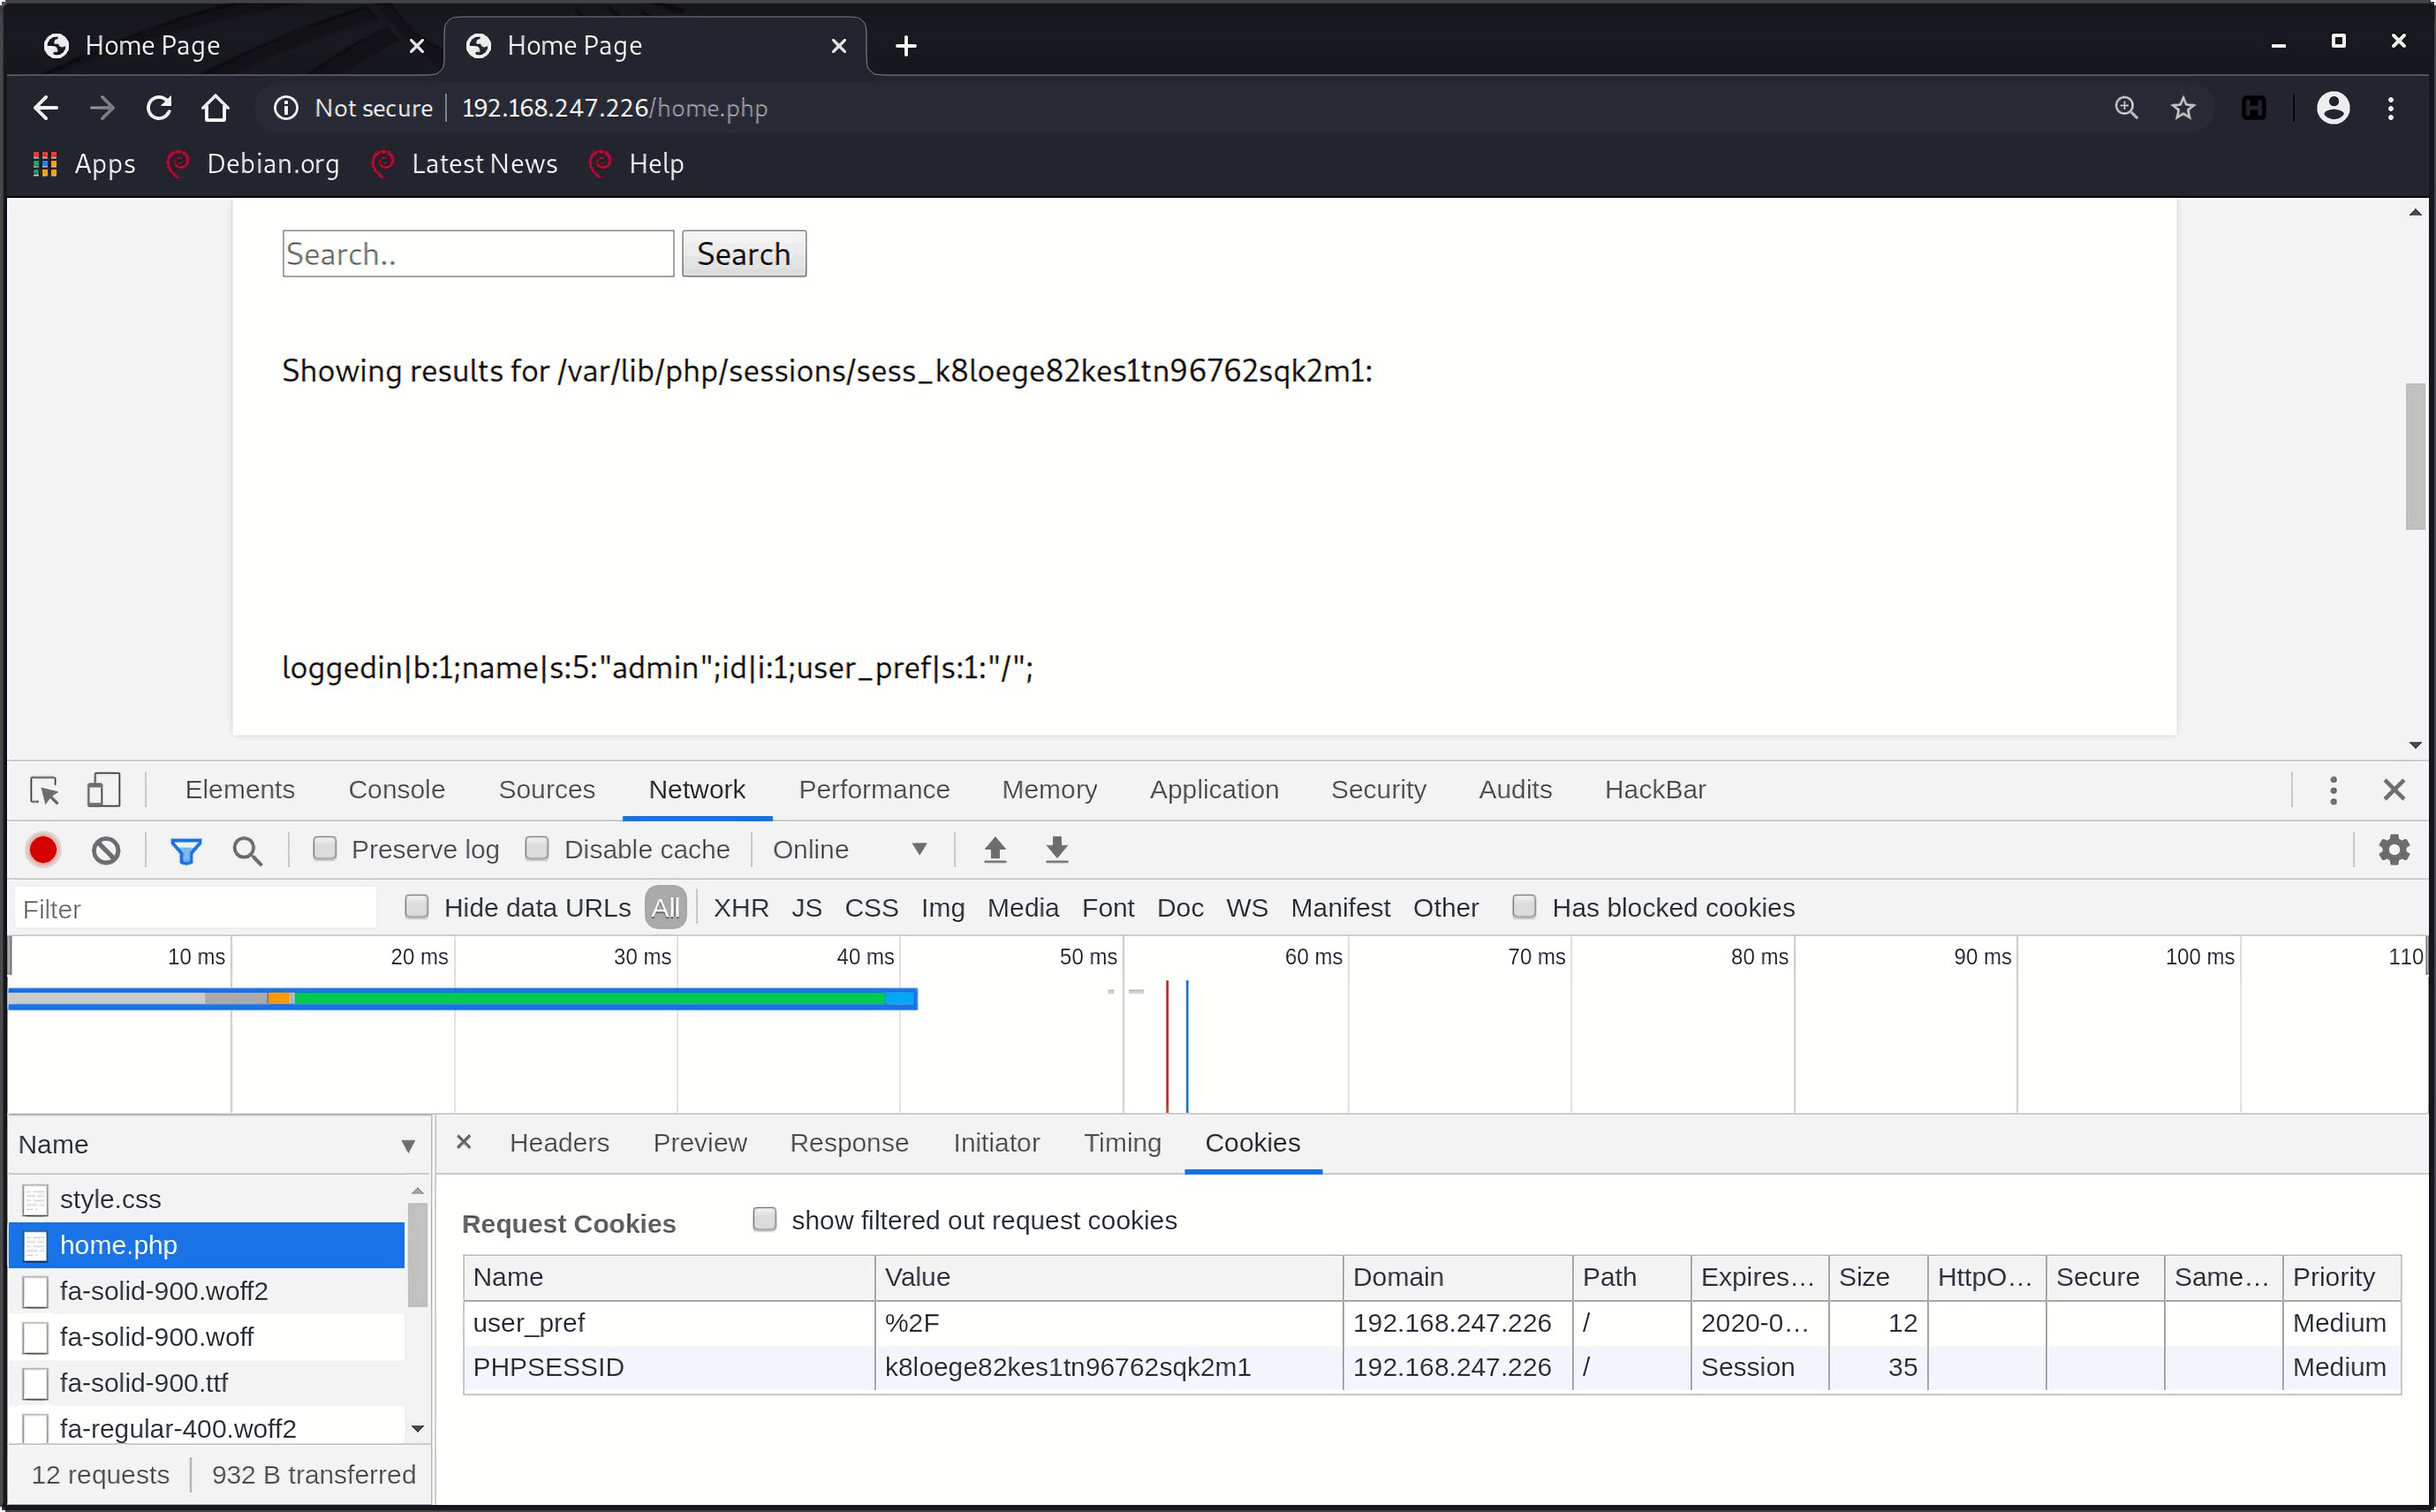 Home Page
Home Page
Not secure 192.168.247.226/home.php
Apps Debian.org Latest News Help
Search.. Search
Showing results for /var/lib/php/sessions/sess_k8loege82kes1tn96762sqk2m1:
loggedin|b:1;name|s:5:"admin";id|i:1;user_pref|s:1:"/";
Elements Console Sources Network Performance Memory Application Security Audits HackBar
Preserve log Disable cache Online
Filter Hide data URLs All XHR JS CSS Img Media Font Doc WS Manifest Other Has blocked cookies
10 ms 20 ms 30 ms 40 ms 50 ms 60 ms 70 ms 80 ms 90 ms 100 ms 110
Name
style.css
home.php
fa-solid-900.woff2
fa-solid-900.woff
fa-solid-900.ttf
fa-regular-400.woff2
12 requests 932 B transferred
Headers Preview Response Initiator Timing Cookies
Request Cookies show filtered out request cookies
Name Value Domain Path Expires… Size HttpO… Secure Same… Priority
user_pref %2F 192.168.247.226 / 2020-0… 12 Medium
PHPSESSID k8loege82kes1tn96762sqk2m1 192.168.247.226 / Session 35 Medium